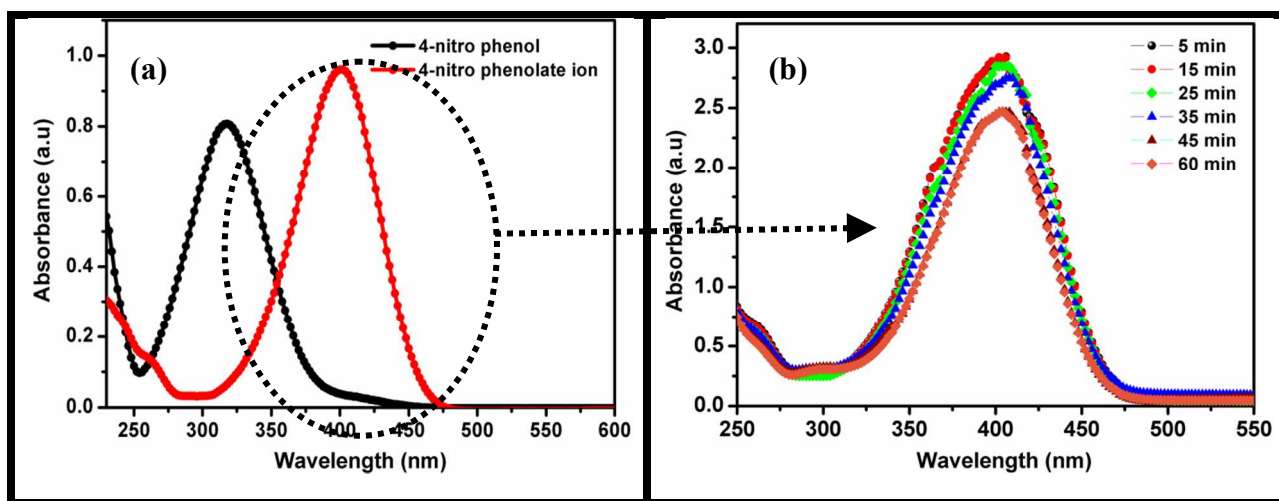 (a)
4-nitro phenol
4-nitro phenolate ion
Absorbance (a.u)
1.0
0.8
0.6
0.4
0.2
0.0
250 300 350 400 450 500 550 600
Wavelength (nm)
(b)
5 min
15 min
25 min
35 min
45 min
60 min
Absorbance (a.u)
3.0
2.5
2.0
1.5
1.0
0.5
0.0
250 300 350 400 450 500 550
Wavelength (nm)